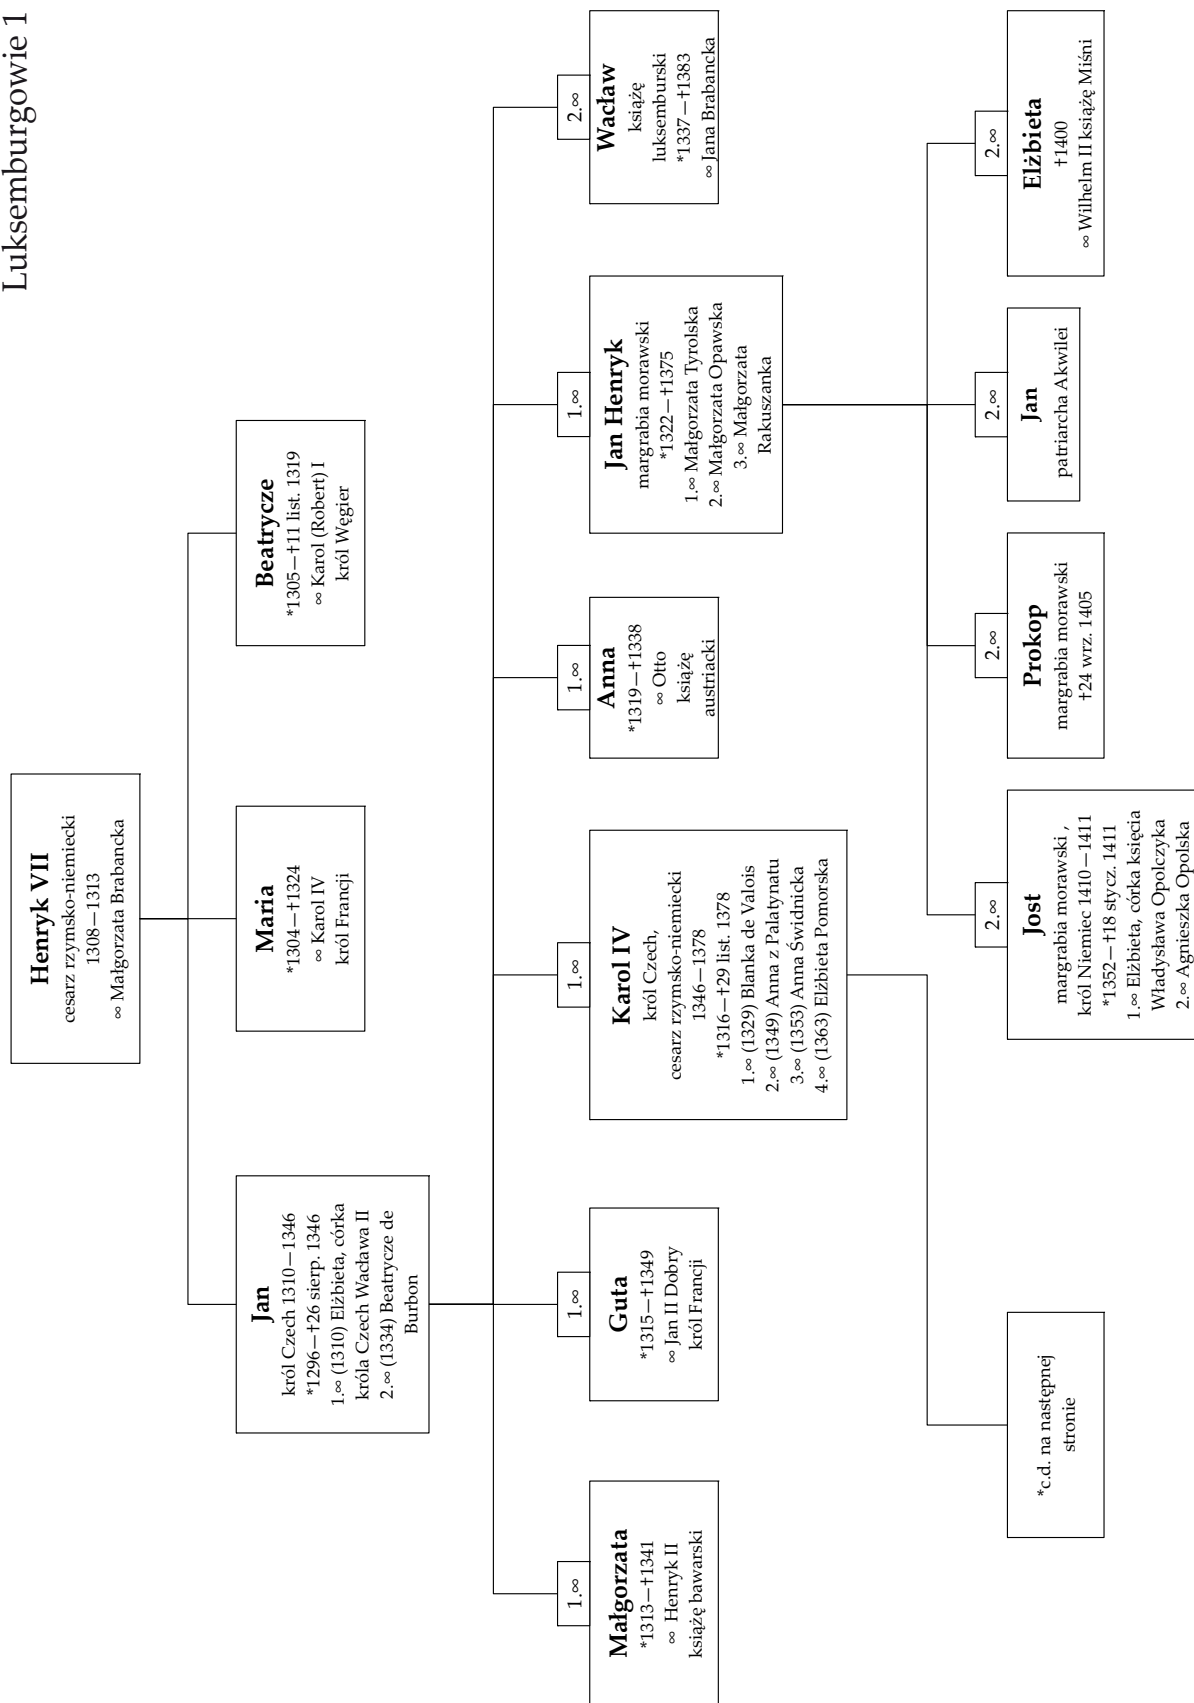 Luksemburgowie 1
Henryk VII
cesarz rzymsko-niemiecki
1308—1313
∞ Małgorzata Brabancka
Jan
król Czech 1310—1346
*1296—†26 sierp. 1346
1.∞ (1310) Elżbieta, córka
króla Czech Wacława II
2.∞ (1334) Beatrycze de
Burbon
Maria
*1304—†1324
∞ Karol IV
król Francji
Beatrycze
*1305—†11 list. 1319
∞ Karol (Robert) I
król Węgier
1.∞
Małgorzata
*1313—†1341
∞ Henryk II
książę bawarski
1.∞
Guta
*1315—†1349
∞ Jan II Dobry
król Francji
1.∞
Karol IV
król Czech,
cesarz rzymsko-niemiecki
1346—1378
*1316—†29 list. 1378
1.∞ (1329) Blanka de Valois
2.∞ (1349) Anna z Palatynatu
3.∞ (1353) Anna Świdnicka
4.∞ (1363) Elżbieta Pomorska
1.∞
Anna
*1319—†1338
∞ Otto
książę
austriacki
1.∞
Jan Henryk
margrabia morawski
*1322—†1375
1.∞ Małgorzata Tyrolska
2.∞ Małgorzata Opawska
3.∞ Małgorzata
Rakuszanka
2.∞
Wacław
książę
luksemburski
*1337—†1383
∞ Jana Brabancka
*c.d. na następnej
stronie
2.∞
Jost
margrabia morawski ,
król Niemiec 1410—1411
*1352—†18 stycz. 1411
1.∞ Elżbieta, córka księcia
Władysława Opolczyka
2.∞ Agnieszka Opolska
2.∞
Prokop
margrabia morawski
†24 wrz. 1405
2.∞
Jan
patriarcha Akwilei
2.∞
Elżbieta
†1400
∞ Wilhelm II książę Miśni